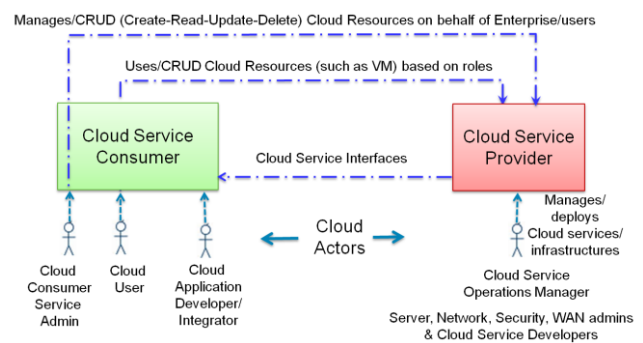 Manages/CRUD (Create-Read-Update-Delete) Cloud Resources on behalf of Enterprise/users
Uses/CRUD Cloud Resources (such as VM) based on roles
Cloud Service
Consumer
Cloud Service
Provider
Cloud Service Interfaces
Manages/
deploys
Cloud services/
infrastructures
Cloud
Actors
Cloud
Consumer
Service
Admin
Cloud
User
Cloud
Application
Developer/
Integrator
Cloud Service
Operations Manager
Server, Network, Security, WAN admins
& Cloud Service Developers